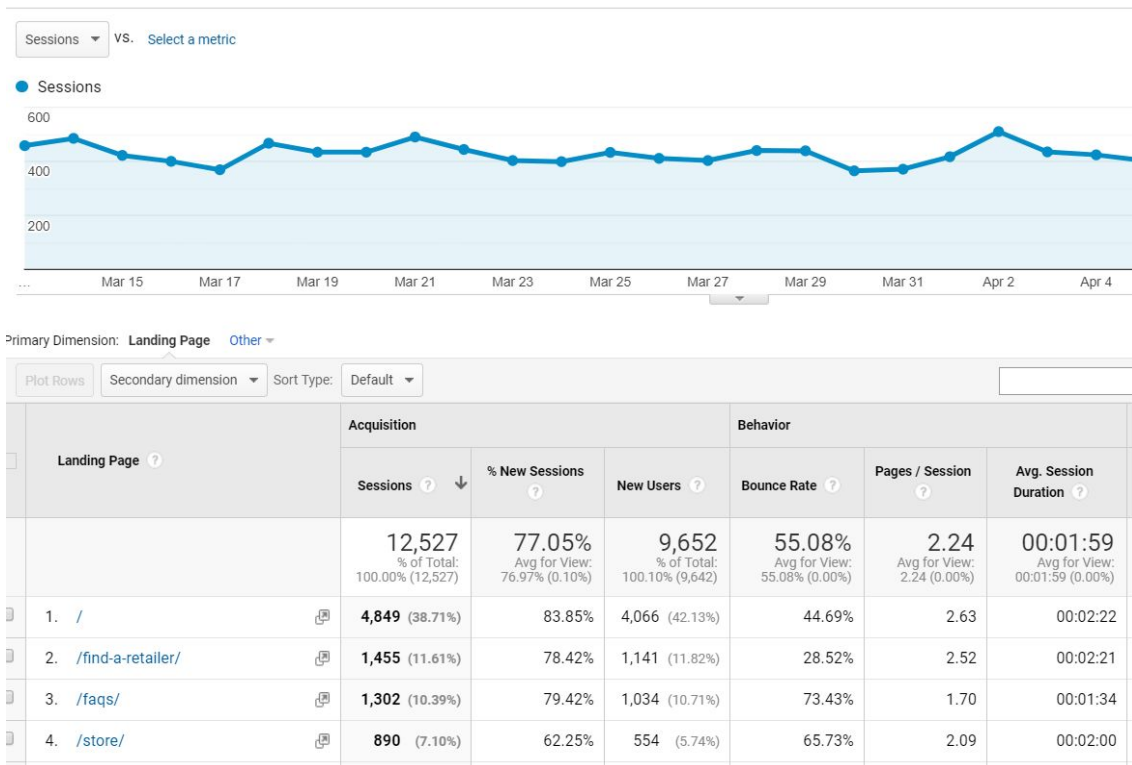 Sessions VS. Select a metric
Sessions
600
400
200
... Mar 15 Mar 17 Mar 19 Mar 21 Mar 23 Mar 25 Mar 27 Mar 29 Mar 31 Apr 2 Apr 4
Primary Dimension: Landing Page Other
Plot Rows Secondary dimension Sort Type: Default
Acquisition Behavior
Landing Page ? Sessions ? % New Sessions ? New Users ? Bounce Rate ? Pages / Session ? Avg. Session Duration ?
12,527 77.05% 9,652 55.08% 2.24 00:01:59
% of Total: Avg for View: % of Total: Avg for View: Avg for View: Avg for View:
100.00% (12,527) 76.97% (0.10%) 100.10% (9,642) 55.08% (0.00%) 2.24 (0.00%) 00:01:59 (0.00%)
1. / 4,849 (38.71%) 83.85% 4,066 (42.13%) 44.69% 2.63 00:02:22
2. /find-a-retailer/ 1,455 (11.61%) 78.42% 1,141 (11.82%) 28.52% 2.52 00:02:21
3. /faqs/ 1,302 (10.39%) 79.42% 1,034 (10.71%) 73.43% 1.70 00:01:34
4. /store/ 890 (7.10%) 62.25% 554 (5.74%) 65.73% 2.09 00:02:00